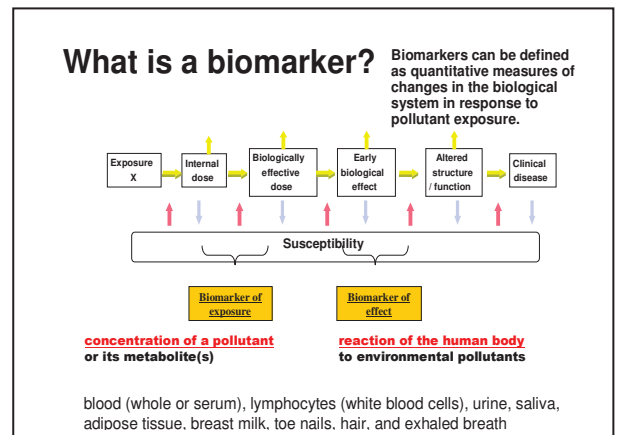 What is a biomarker?
Biomarkers can be defined
as quantitative measures of
changes in the biological
system in response to
pollutant exposure.
Exposure
X
Internal
dose
Biologically
effective
dose
Early
biological
effect
Altered
structure
/ function
Clinical
disease
Susceptibility
Biomarker of
exposure
Biomarker of
effect
concentration of a pollutant
or its metabolite(s)
reaction of the human body
to environmental pollutants
blood (whole or serum), lymphocytes (white blood cells), urine, saliva,
adipose tissue, breast milk, toe nails, hair, and exhaled breath